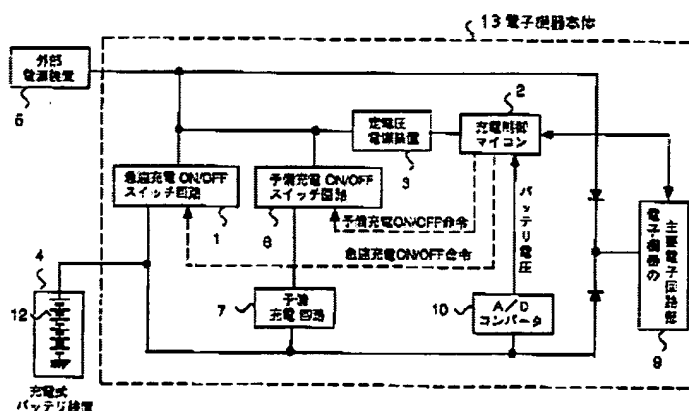 13 電子機器本体
外部
電源装置
5
2
充電制御
マイコン
定電圧
電源装置
3
急速充電 ON/OFF
スイッチ回路
1
予備充電 ON/OFF
スイッチ回路
6
予備充電ON/OFF命令
急速充電ON/OFF命令
バッテリ電圧
4
12
7
予備
充電回路
10
A/D
コンバータ
電子機器の
主要電子回路部
9
充電式
バッテリ装置